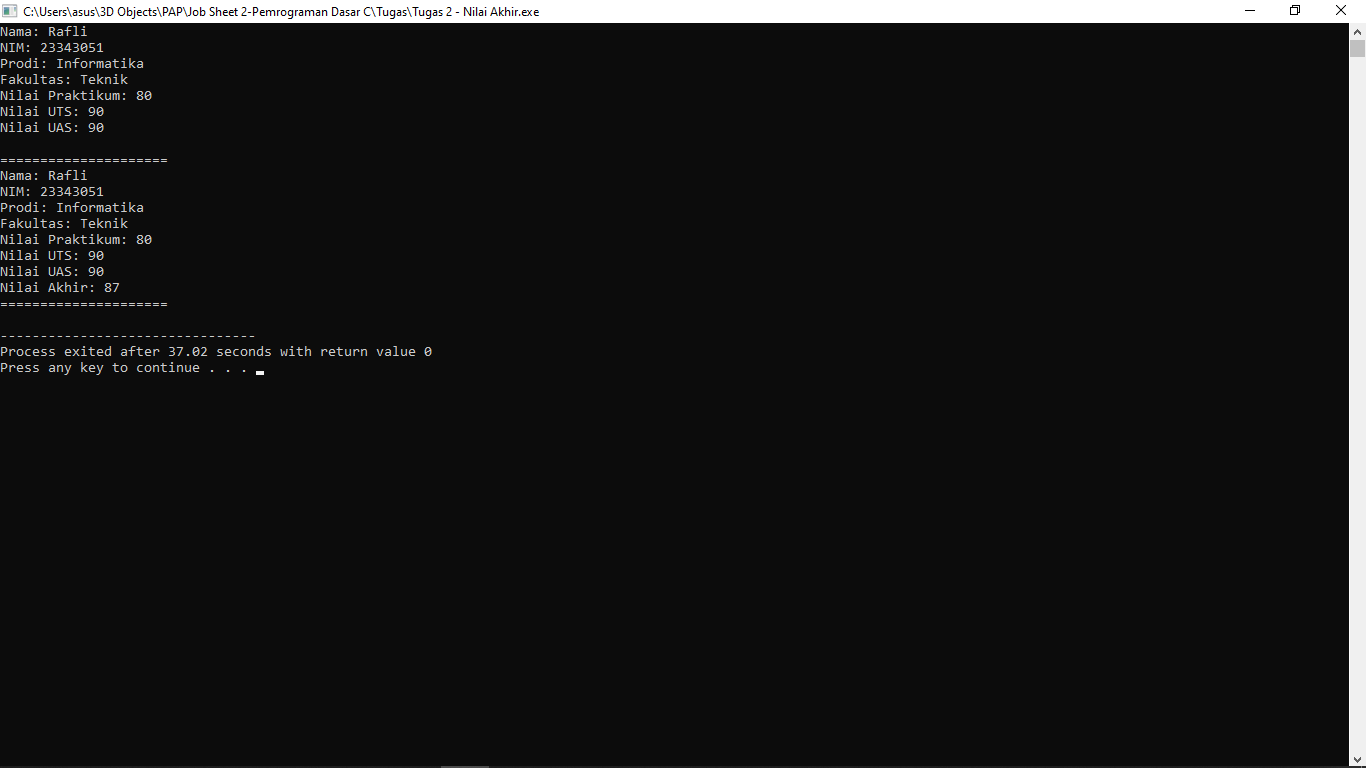 C:\Users\asus\3D Objects\PAP\Job Sheet 2-Pemrograman Dasar C\Tugas\Tugas 2 - Nilai Akhir.exe
Nama: Rafli
NIM: 23343051
Prodi: Informatika
Fakultas: Teknik
Nilai Praktikum: 80
Nilai UTS: 90
Nilai UAS: 90
=====================
Nama: Rafli
NIM: 23343051
Prodi: Informatika
Fakultas: Teknik
Nilai Praktikum: 80
Nilai UTS: 90
Nilai UAS: 90
Nilai Akhir: 87
=====================
--------------------------------
Process exited after 37.02 seconds with return value 0
Press any key to continue . . .